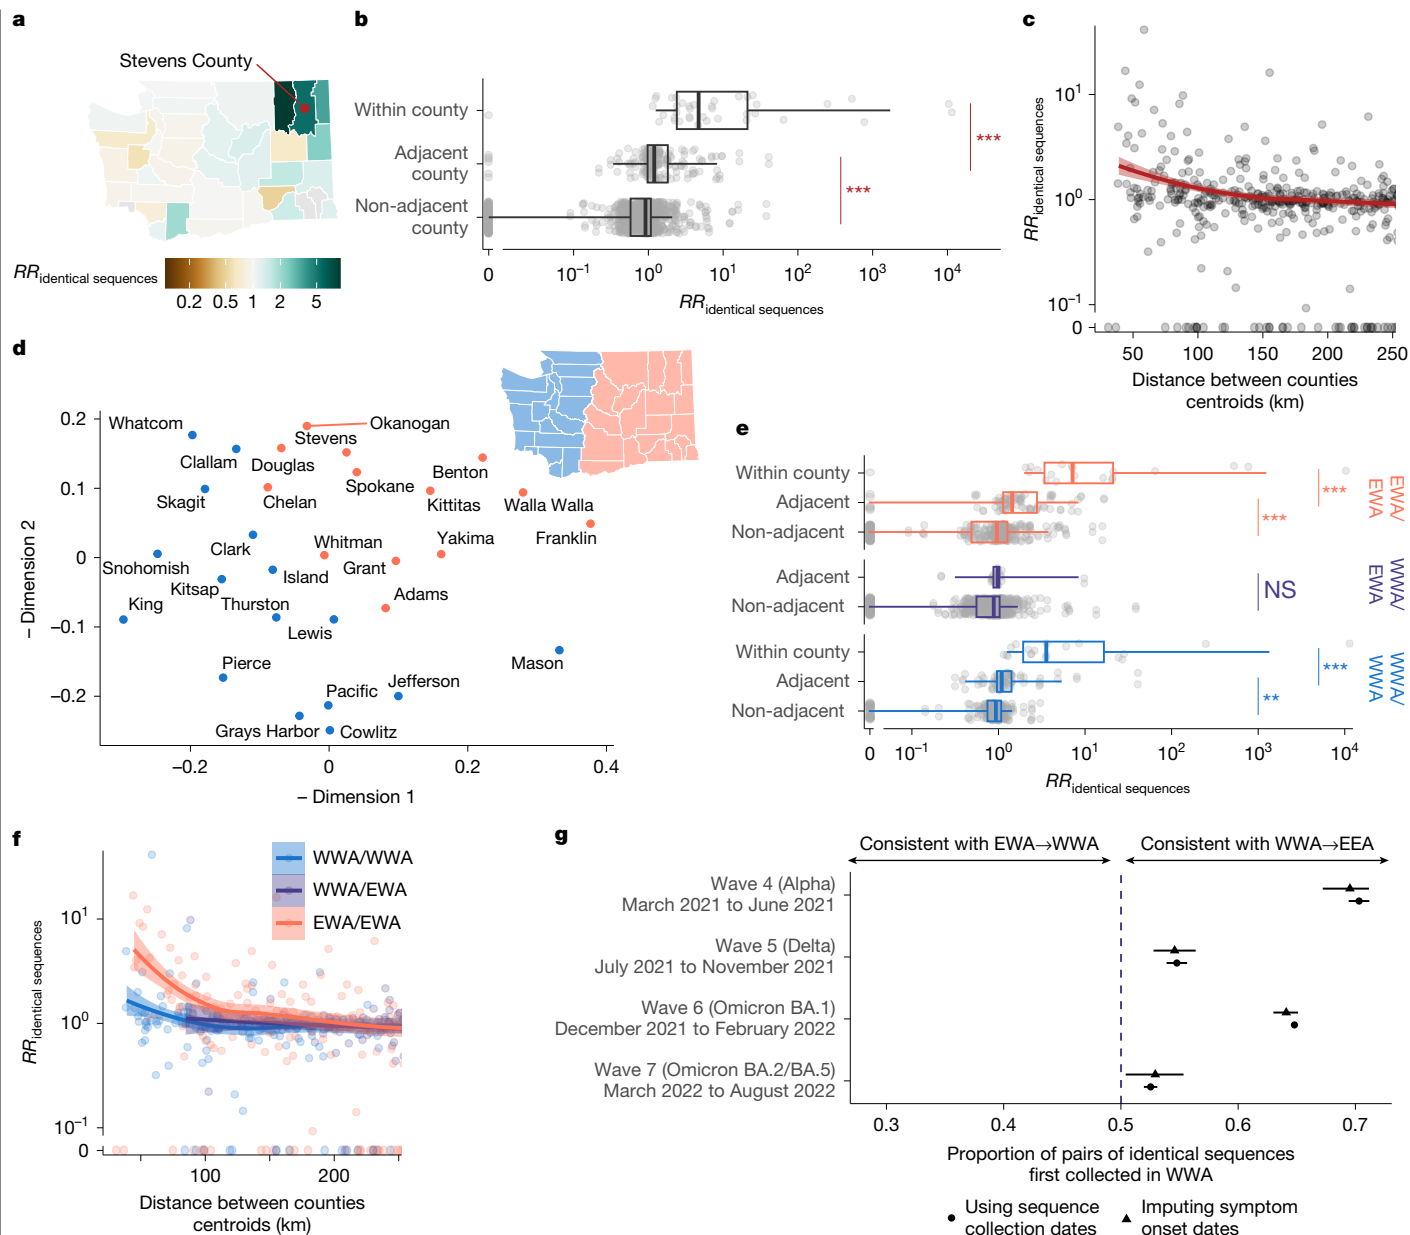 a
Stevens County
RR identical sequences
0.2 0.5 1 2 5
b
Within county
Adjacent
county
Non-adjacent
county
***
***
0 10⁻¹ 10⁰ 10¹ 10² 10³ 10⁴
RR identical sequences
c
RR identical sequences
10¹
10⁰
10⁻¹
0
50 100 150 200 250
Distance between counties
centroids (km)
d
− Dimension 2
0.2
0.1
0
−0.1
−0.2
Whatcom
Okanogan
Stevens
Clallam
Douglas
Benton
Spokane
Skagit
Chelan
Kittitas
Walla Walla
Franklin
Clark
Whitman
Yakima
Snohomish
Island
Grant
Kitsap
Adams
King
Thurston
Lewis
Pierce
Mason
Jefferson
Pacific
Grays Harbor
Cowlitz
−0.2 0 0.2 0.4
− Dimension 1
e
Within county
Adjacent
Non-adjacent
***
***
EWA/
EWA
Adjacent
Non-adjacent
NS
WWA/
EWA
Within county
Adjacent
Non-adjacent
***
**
WWA/
WWA
0 10⁻¹ 10⁰ 10¹ 10² 10³ 10⁴
RR identical sequences
f
RR identical sequences
10¹
10⁰
10⁻¹
0
WWA/WWA
WWA/EWA
EWA/EWA
100 200
Distance between counties
centroids (km)
g
Consistent with EWA→WWA
Consistent with WWA→EEA
Wave 4 (Alpha)
March 2021 to June 2021
Wave 5 (Delta)
July 2021 to November 2021
Wave 6 (Omicron BA.1)
December 2021 to February 2022
Wave 7 (Omicron BA.2/BA.5)
March 2022 to August 2022
0.3 0.4 0.5 0.6 0.7
Proportion of pairs of identical sequences
first collected in WWA
Using sequence
collection dates
Imputing symptom
onset dates